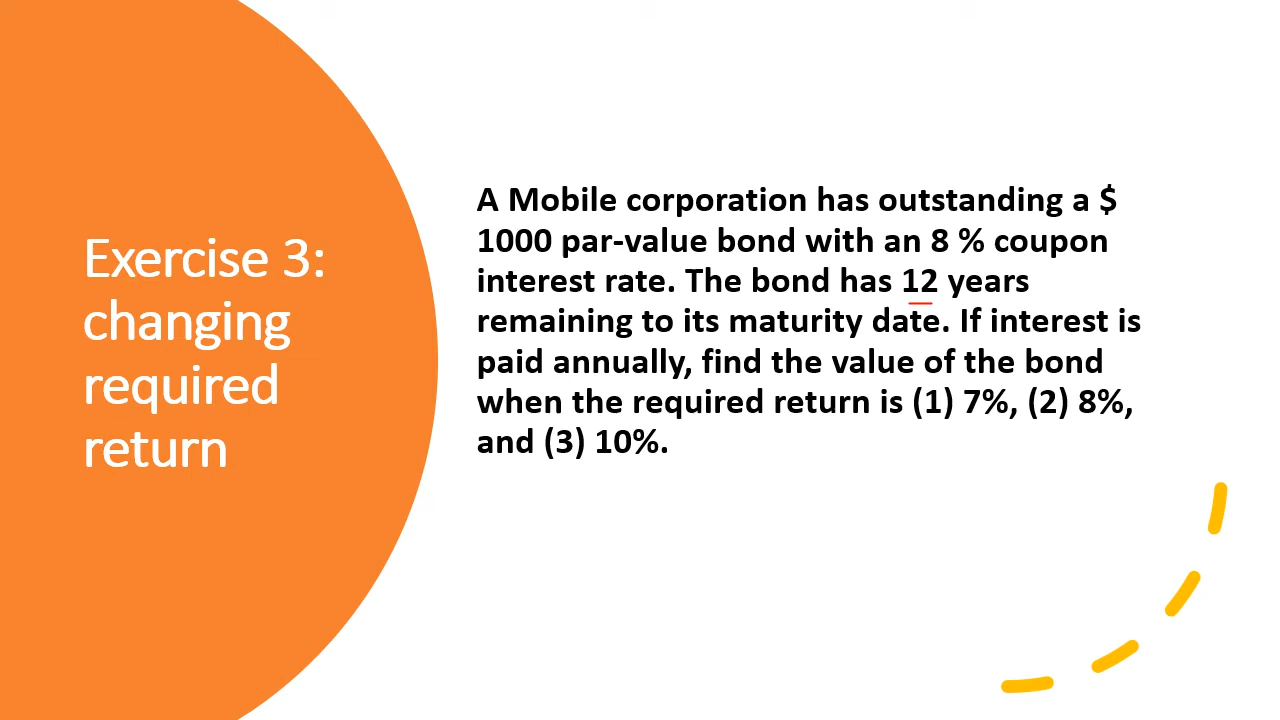 Exercise 3:
changing
required
return
A Mobile corporation has outstanding a $
1000 par-value bond with an 8 % coupon
interest rate. The bond has 12 years
remaining to its maturity date. If interest is
paid annually, find the value of the bond
when the required return is (1) 7%, (2) 8%,
and (3) 10%.